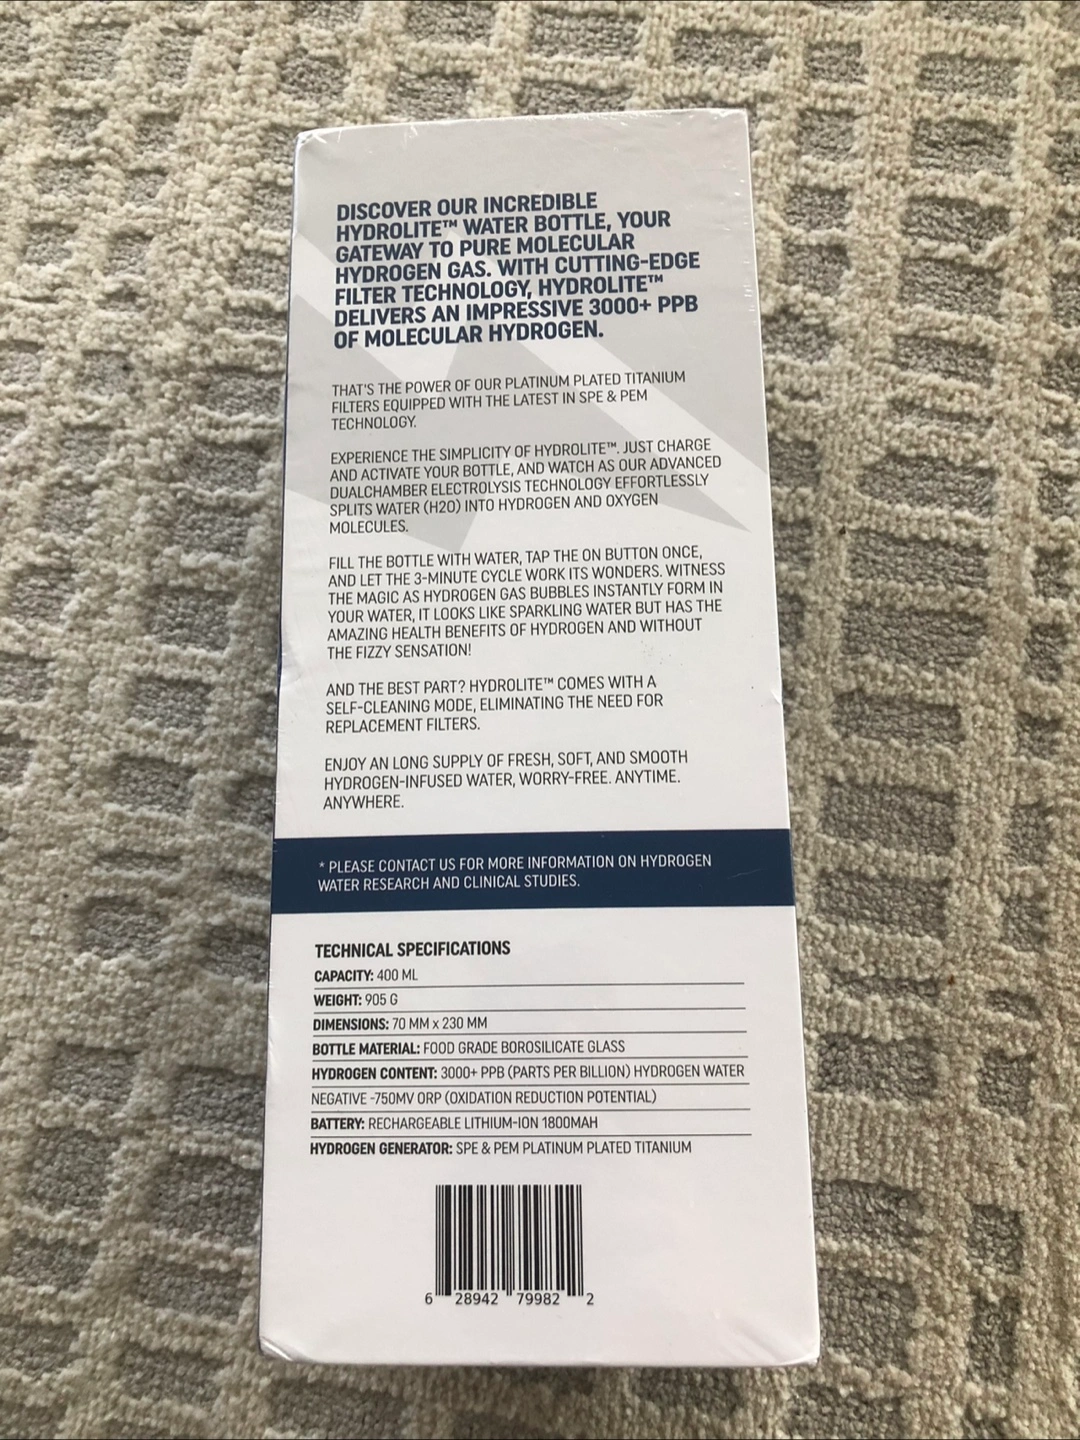 DISCOVER OUR INCREDIBLE
HYDROLITE™ WATER BOTTLE, YOUR
GATEWAY TO PURE MOLECULAR
HYDROGEN GAS. WITH CUTTING-EDGE
FILTER TECHNOLOGY, HYDROLITE™
DELIVERS AN IMPRESSIVE 3000+ PPB
OF MOLECULAR HYDROGEN.
THAT'S THE POWER OF OUR PLATINUM PLATED TITANIUM
FILTERS EQUIPPED WITH THE LATEST IN SPE & PEM
TECHNOLOGY.
EXPERIENCE THE SIMPLICITY OF HYDROLITE™. JUST CHARGE
AND ACTIVATE YOUR BOTTLE, AND WATCH AS OUR ADVANCED
DUALCHAMBER ELECTROLYSIS TECHNOLOGY EFFORTLESSLY
SPLITS WATER (H2O) INTO HYDROGEN AND OXYGEN
MOLECULES.
FILL THE BOTTLE WITH WATER, TAP THE ON BUTTON ONCE,
AND LET THE 3-MINUTE CYCLE WORK ITS WONDERS. WITNESS
THE MAGIC AS HYDROGEN GAS BUBBLES INSTANTLY FORM IN
YOUR WATER, IT LOOKS LIKE SPARKLING WATER BUT HAS THE
AMAZING HEALTH BENEFITS OF HYDROGEN AND WITHOUT
THE FIZZY SENSATION!
AND THE BEST PART? HYDROLITE™ COMES WITH A
SELF-CLEANING MODE, ELIMINATING THE NEED FOR
REPLACEMENT FILTERS.
ENJOY AN LONG SUPPLY OF FRESH, SOFT, AND SMOOTH
HYDROGEN-INFUSED WATER, WORRY-FREE. ANYTIME.
ANYWHERE.
* PLEASE CONTACT US FOR MORE INFORMATION ON HYDROGEN
WATER RESEARCH AND CLINICAL STUDIES.
TECHNICAL SPECIFICATIONS
CAPACITY: 400 ML
WEIGHT: 905 G
DIMENSIONS: 70 MM x 230 MM
BOTTLE MATERIAL: FOOD GRADE BOROSILICATE GLASS
HYDROGEN CONTENT: 3000+ PPB (PARTS PER BILLION) HYDROGEN WATER
NEGATIVE -750MV ORP (OXIDATION REDUCTION POTENTIAL)
BATTERY: RECHARGEABLE LITHIUM-ION 1800MAH
HYDROGEN GENERATOR: SPE & PEM PLATINUM PLATED TITANIUM
6 28942 79982 2